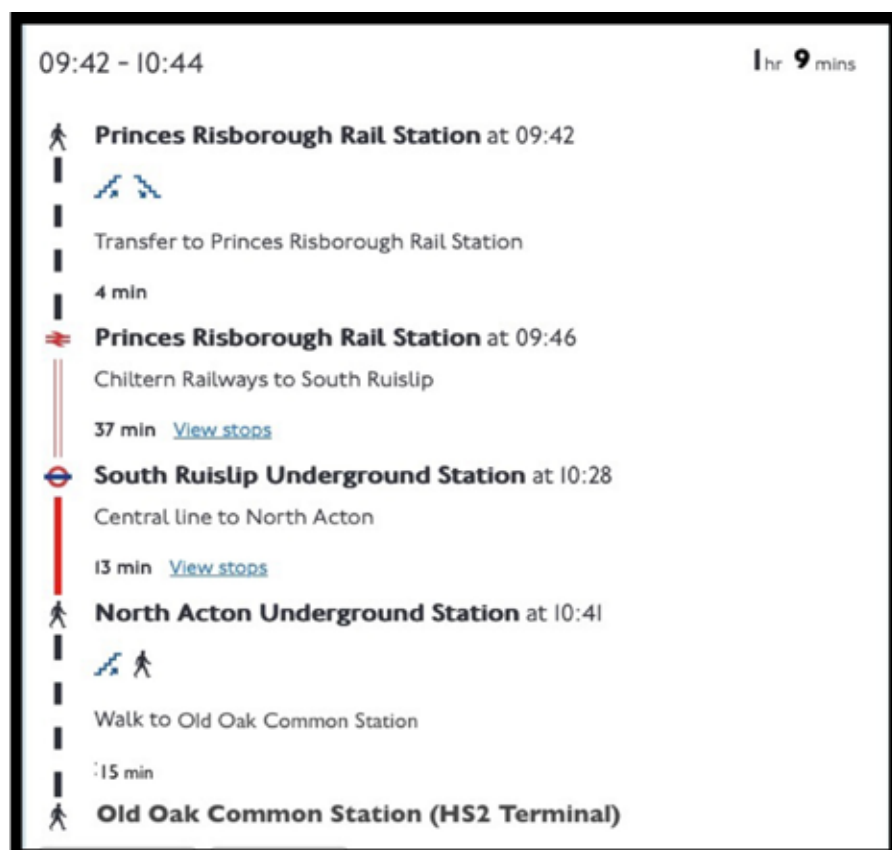 09:42 - 10:44 1 hr 9 mins
Princes Risborough Rail Station at 09:42
Transfer to Princes Risborough Rail Station
4 min
Princes Risborough Rail Station at 09:46
Chiltern Railways to South Ruislip
37 min View stops
South Ruislip Underground Station at 10:28
Central line to North Acton
13 min View stops
North Acton Underground Station at 10:41
Walk to Old Oak Common Station
:15 min
Old Oak Common Station (HS2 Terminal)